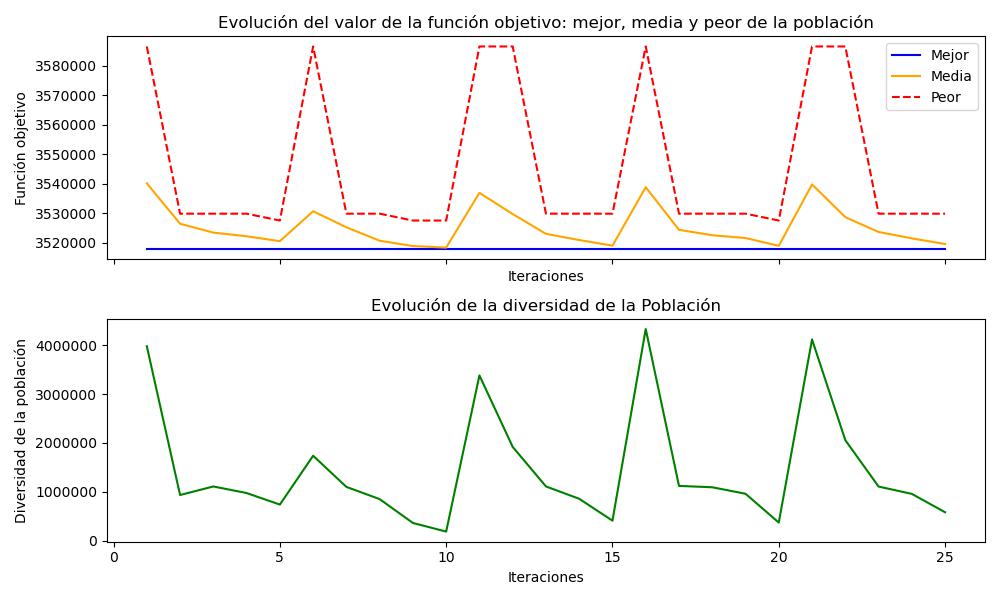 Evolución del valor de la función objetivo: mejor, media y peor de la población
Función objetivo
3580000
3570000
3560000
3550000
3540000
3530000
3520000
Mejor
Media
Peor
Iteraciones
Evolución de la diversidad de la Población
Diversidad de la población
4000000
3000000
2000000
1000000
0
0 5 10 15 20 25
Iteraciones